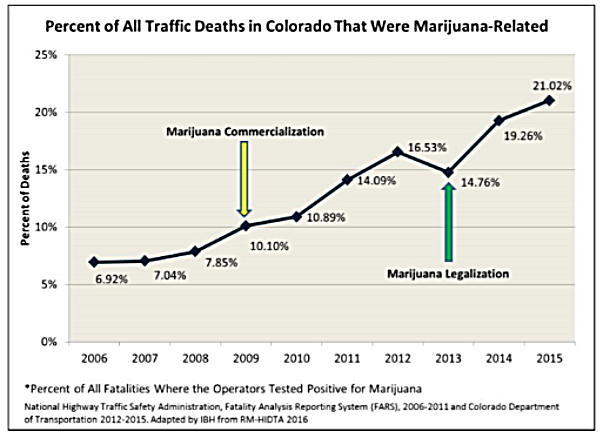 Percent of All Traffic Deaths in Colorado That Were Marijuana-Related
25%
20%
15%
10%
5%
0%
Percent of Deaths
Marijuana Commercialization
Marijuana Legalization
6.92%
7.04%
7.85%
10.10%
10.89%
14.09%
16.53%
14.76%
19.26%
21.02%
2006 2007 2008 2009 2010 2011 2012 2013 2014 2015
*Percent of All Fatalities Where the Operators Tested Positive for Marijuana
National Highway Traffic Safety Administration, Fatality Analysis Reporting System (FARS), 2006-2011 and Colorado Department
of Transportation 2012-2015. Adapted by IBH from RM-HIDTA 2016